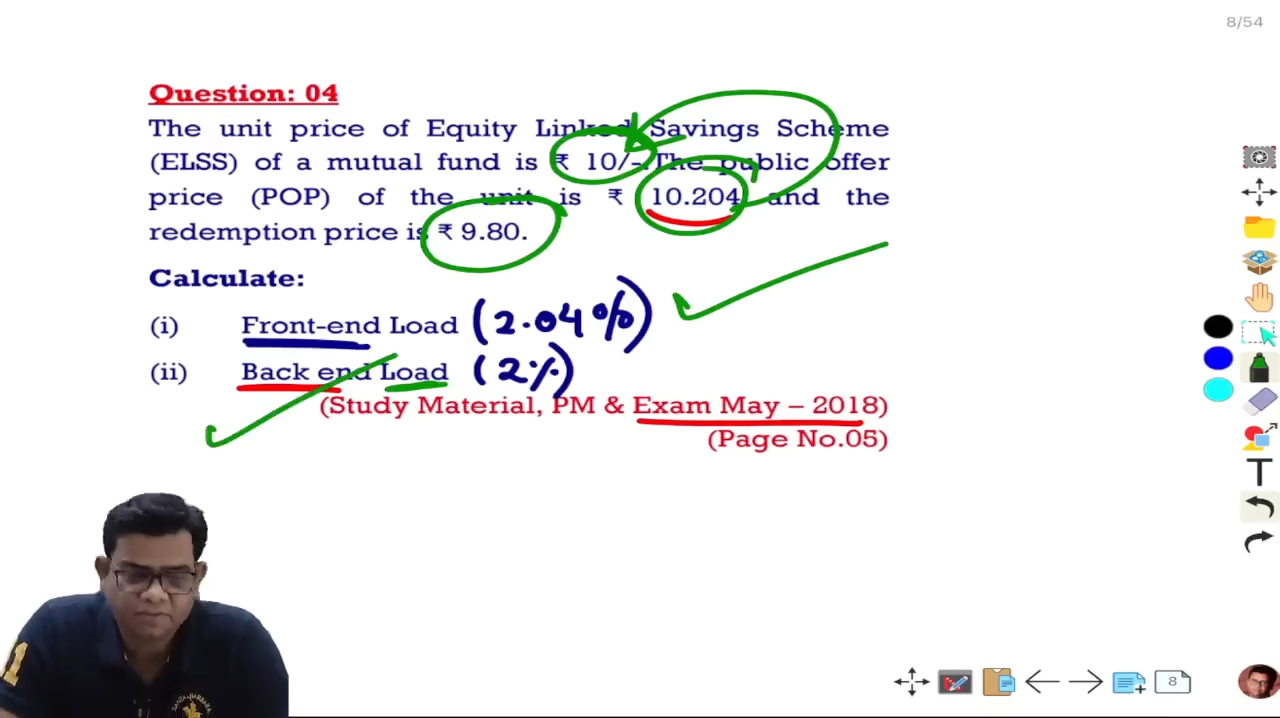 8/54
Question: 04
The unit price of Equity Linked Savings Scheme
(ELSS) of a mutual fund is ₹ 10/-.The public offer
price (POP) of the unit is ₹ 10.204 and the
redemption price is ₹ 9.80.
Calculate:
(i) Front-end Load (2.04%)
(ii) Back end Load (2%)
(Study Material, PM & Exam May – 2018)
(Page No.05)
T
8